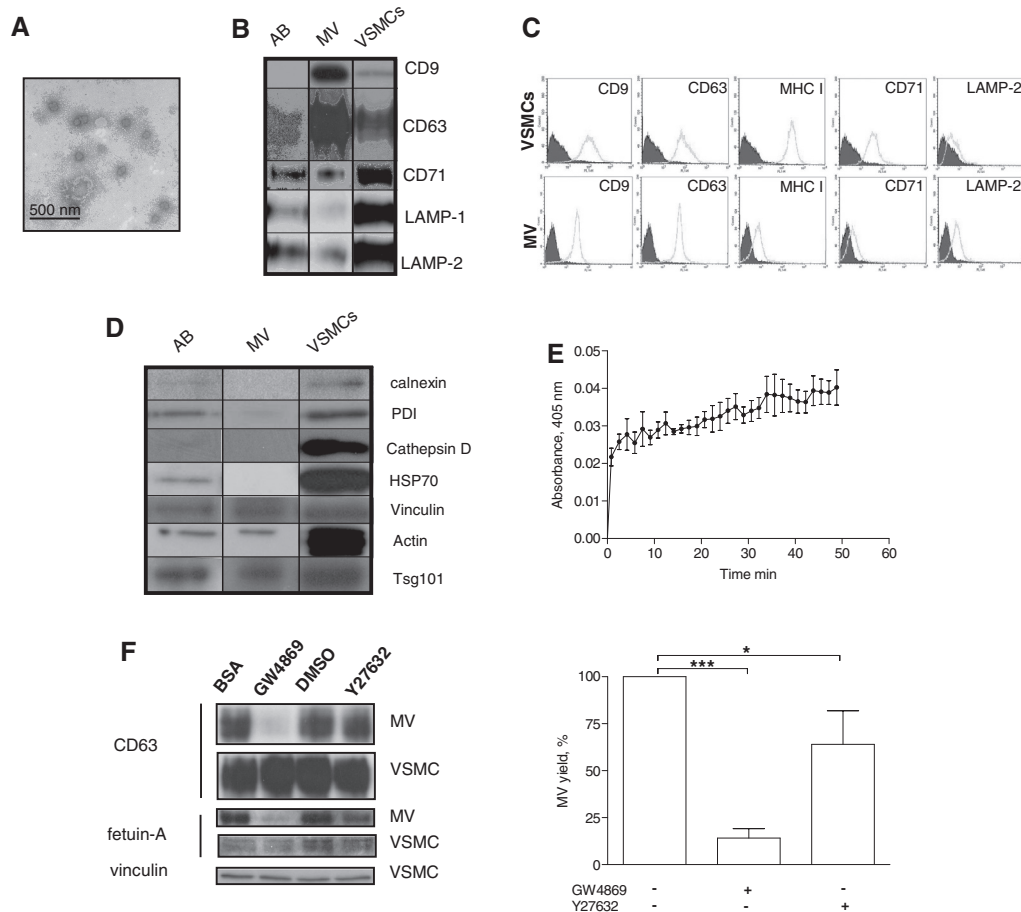 A
500 nm
B
AB MV VSMCs
CD9
CD63
CD71
LAMP-1
LAMP-2
C
VSMCs
CD9 CD63 MHC I CD71 LAMP-2
MV
CD9 CD63 MHC I CD71 LAMP-2
D
AB MV VSMCs
calnexin
PDI
Cathepsin D
HSP70
Vinculin
Actin
Tsg101
E
Absorbance, 405 nm
0.05
0.04
0.03
0.02
0.01
0.00
0 10 20 30 40 50 60
Time min
F
BSA GW4869 DMSO Y27632
CD63
MV
VSMC
fetuin-A
MV
VSMC
vinculin
VSMC
MV yield, %
100
75
50
25
0
*
***
GW4869 - + -
Y27632 - - +